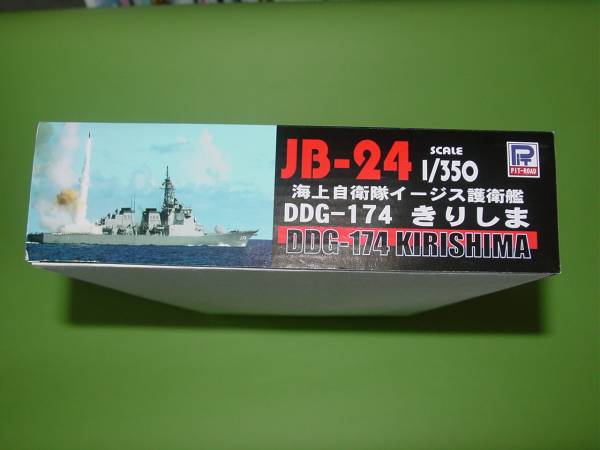 JB-24 SCALE 1/350
PIT-ROAD
海上自衛隊イージス護衛艦
DDG-174 きりしま
DDG-174 KIRISHIMA